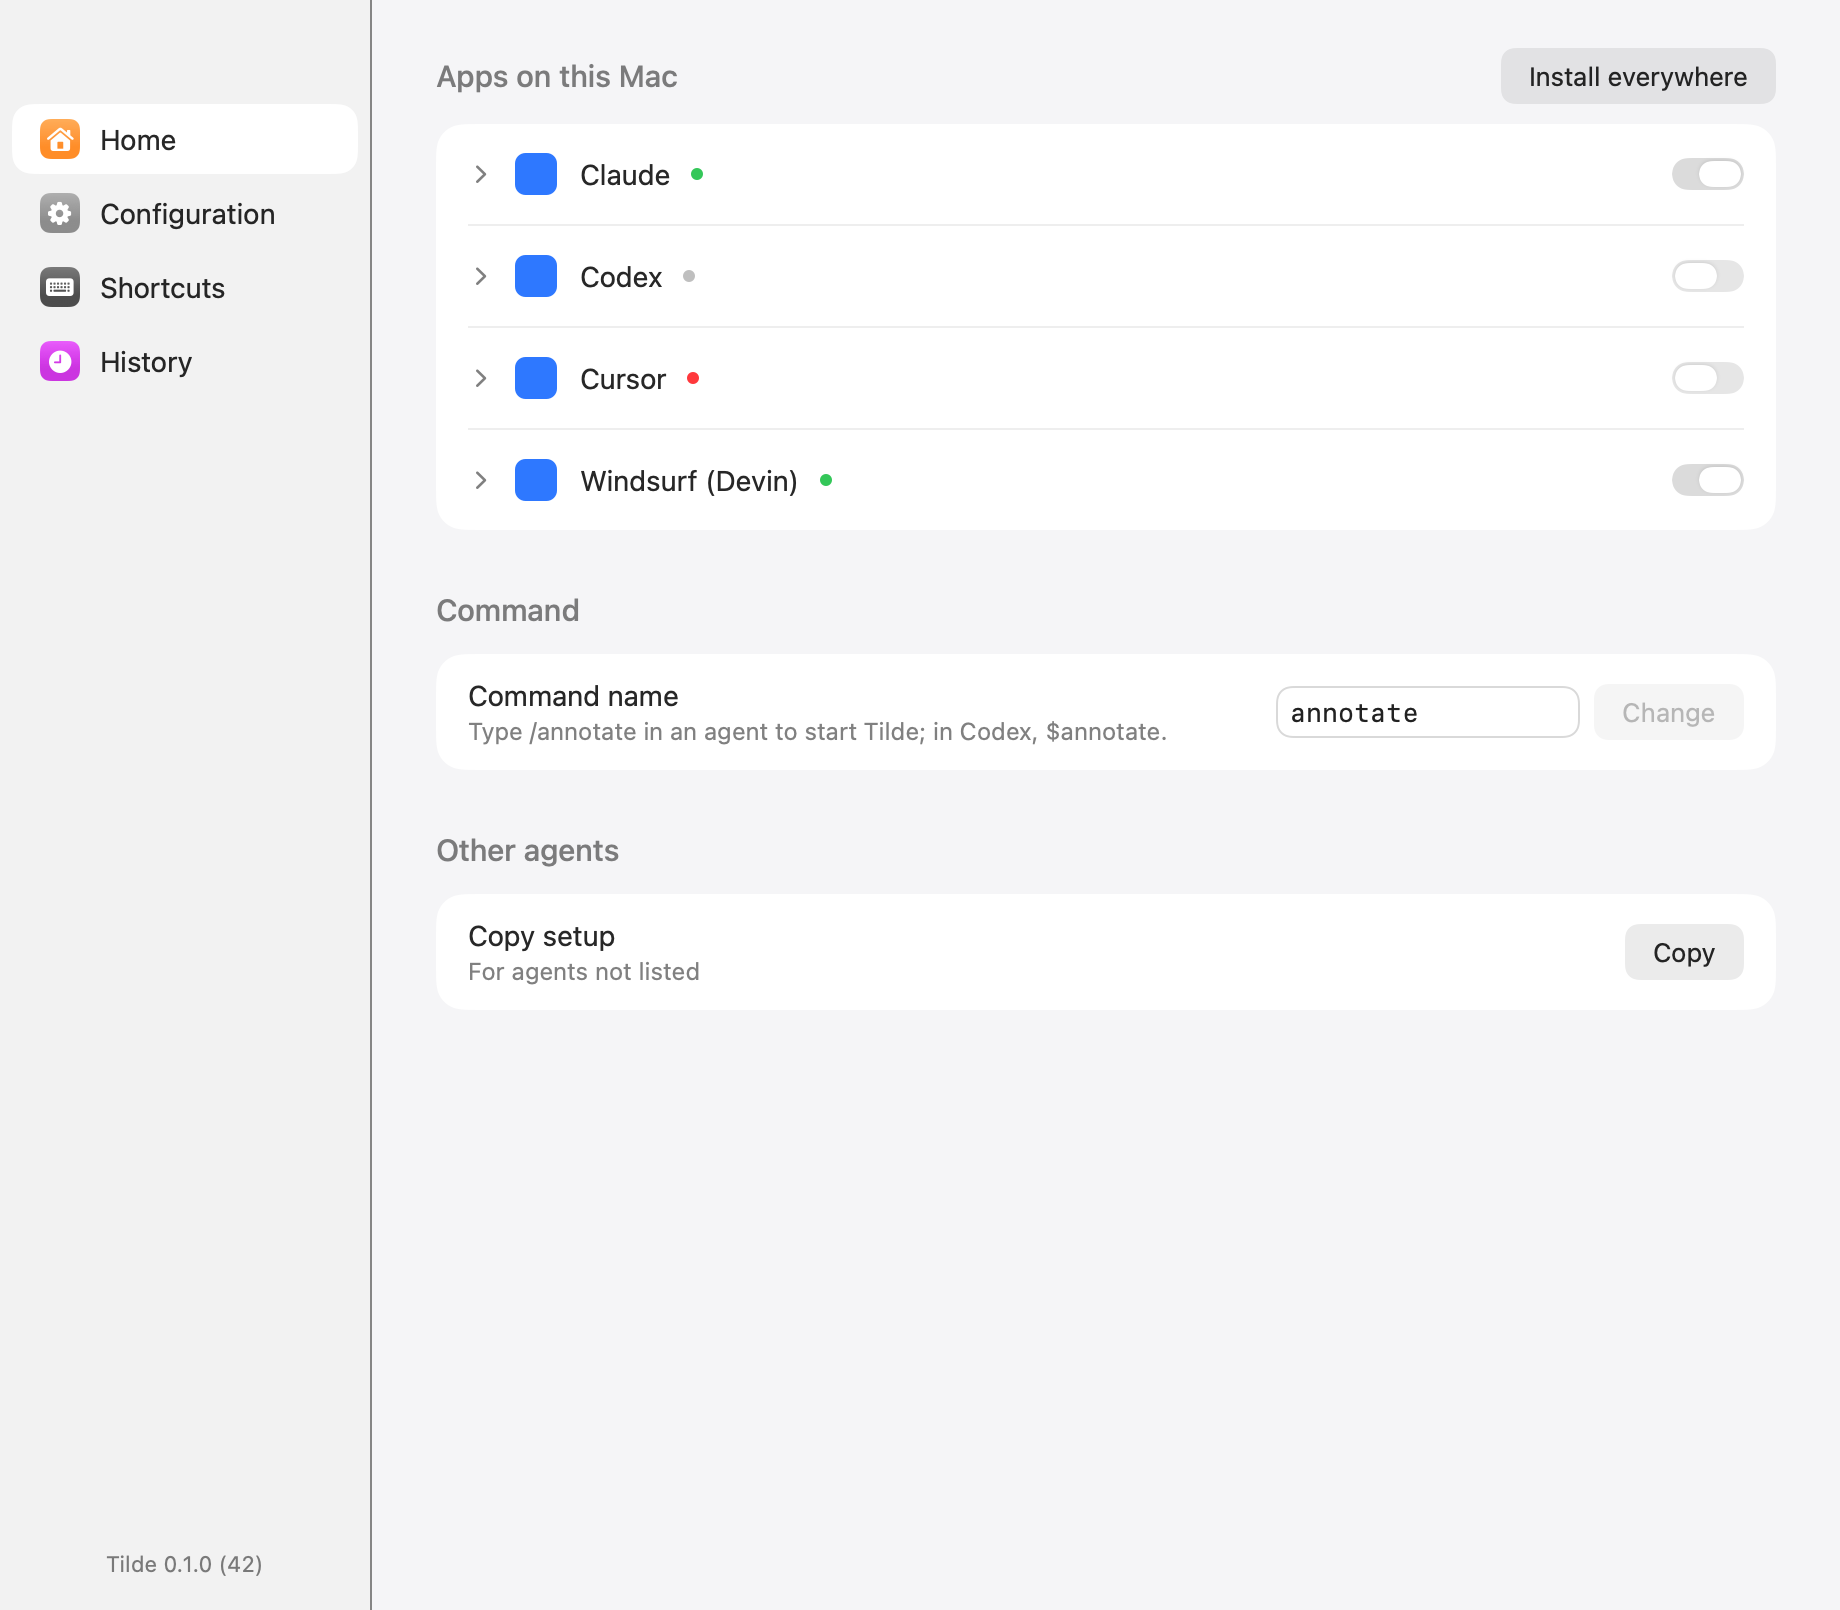 Home
Configuration
Shortcuts
History
Tilde 0.1.0 (42)
Apps on this Mac
Install everywhere
Claude
Codex
Cursor
Windsurf (Devin)
Command
Command name
Type /annotate in an agent to start Tilde; in Codex, $annotate.
annotate
Change
Other agents
Copy setup
For agents not listed
Copy